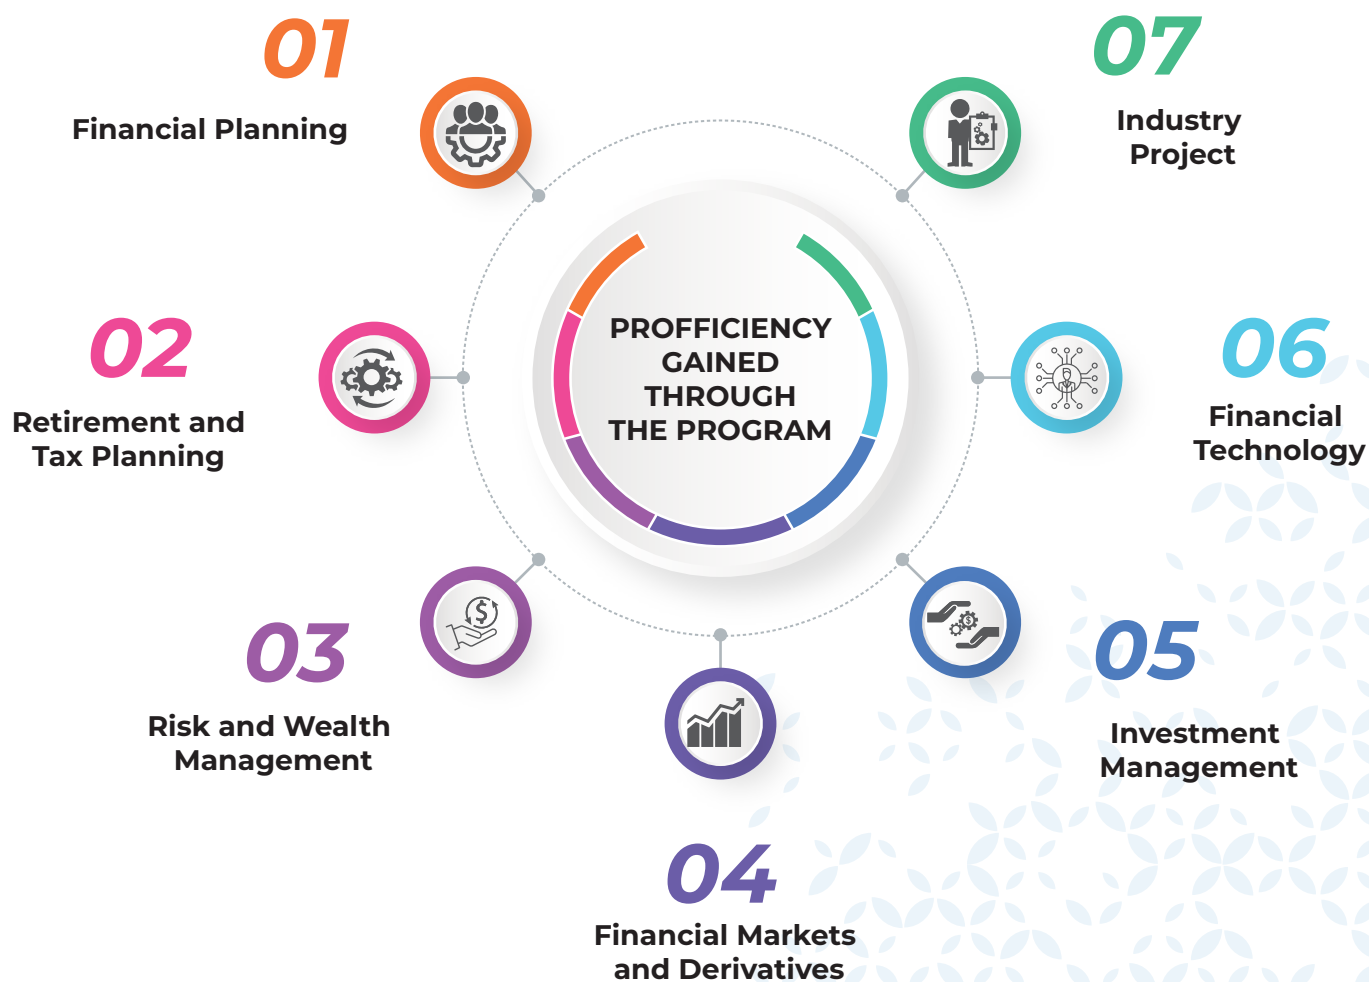 PROFFICIENCY
GAINED
THROUGH
THE PROGRAM
01
Financial Planning
02
Retirement and
Tax Planning
03
Risk and Wealth
Management
04
Financial Markets
and Derivatives
05
Investment
Management
06
Financial
Technology
07
Industry
Project